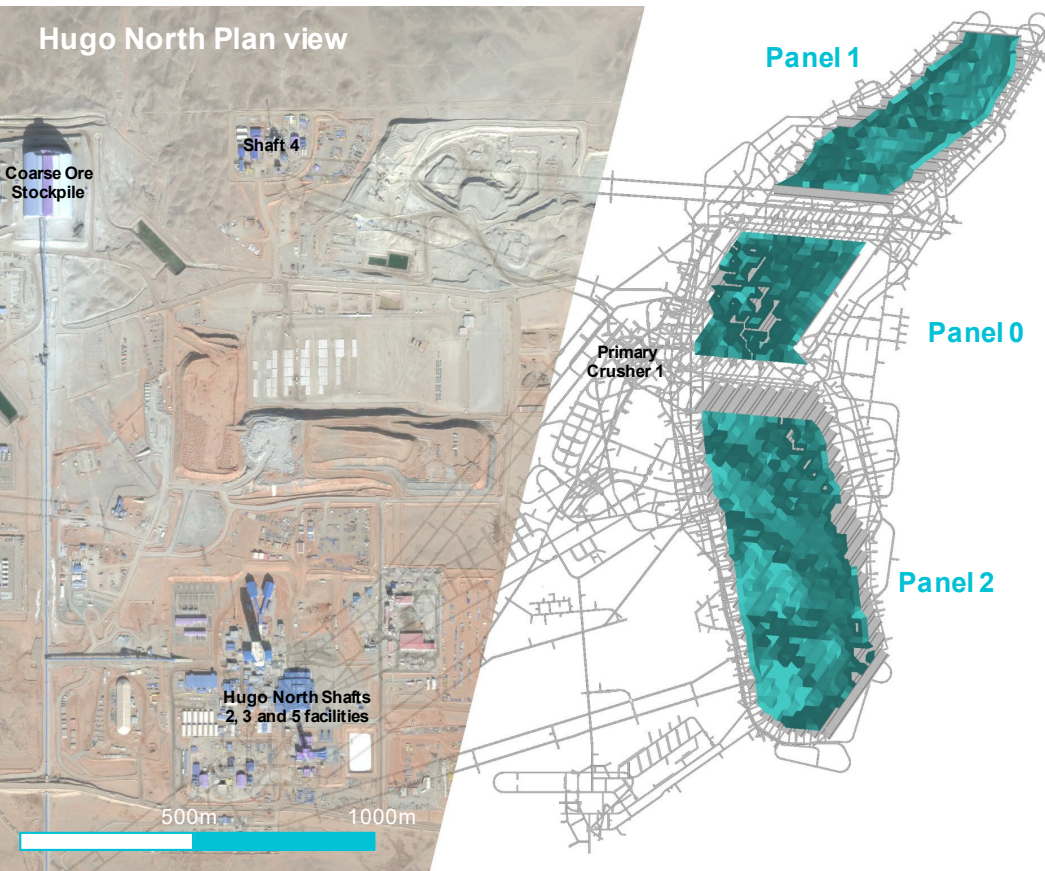 Hugo North Plan view
Panel 1
Shaft 4
Coarse Ore
Stockpile
Panel 0
Primary
Crusher 1
Panel 2
Hugo North Shafts
2, 3 and 5 facilities
500m
1000m